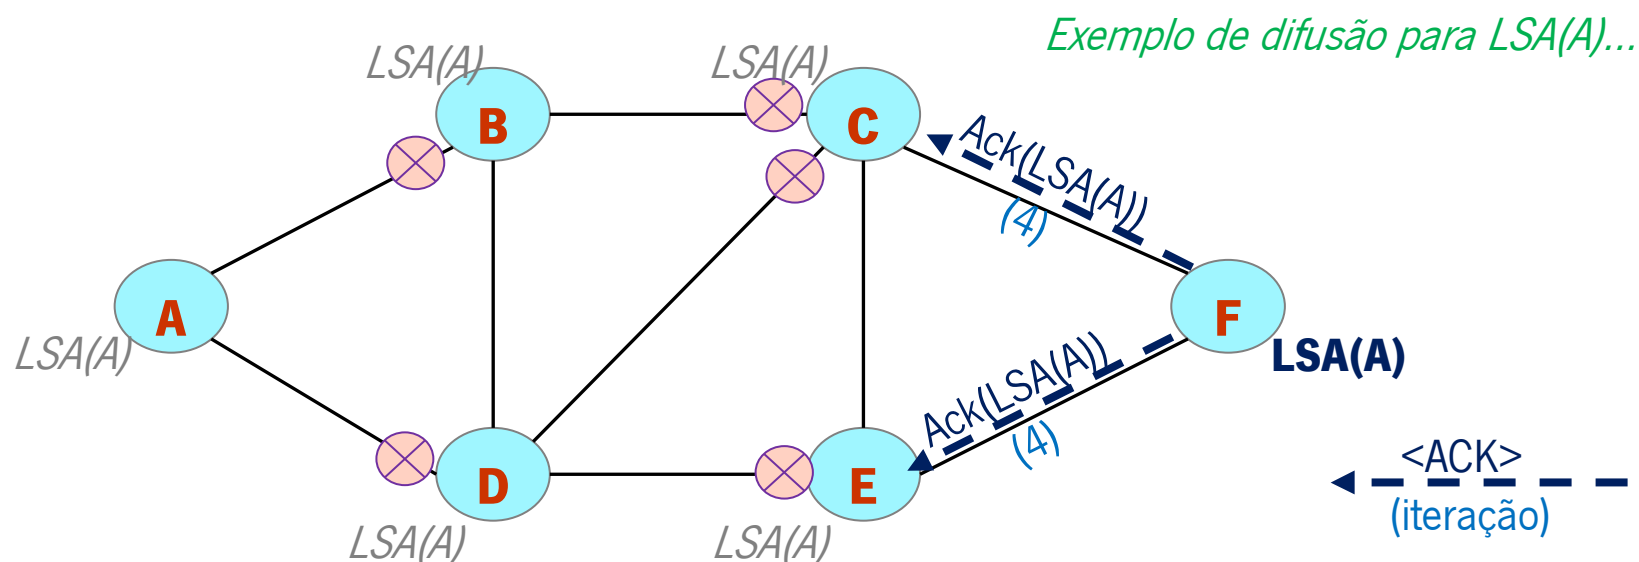 Exemplo de difusão para LSA(A)...
LSA(A)
LSA(A)
B
C
Ack(LSA(A))
(4)
A
F
LSA(A)
LSA(A)
Ack(LSA(A))
(4)
D
E
<ACK>
(iteração)
LSA(A)
LSA(A)